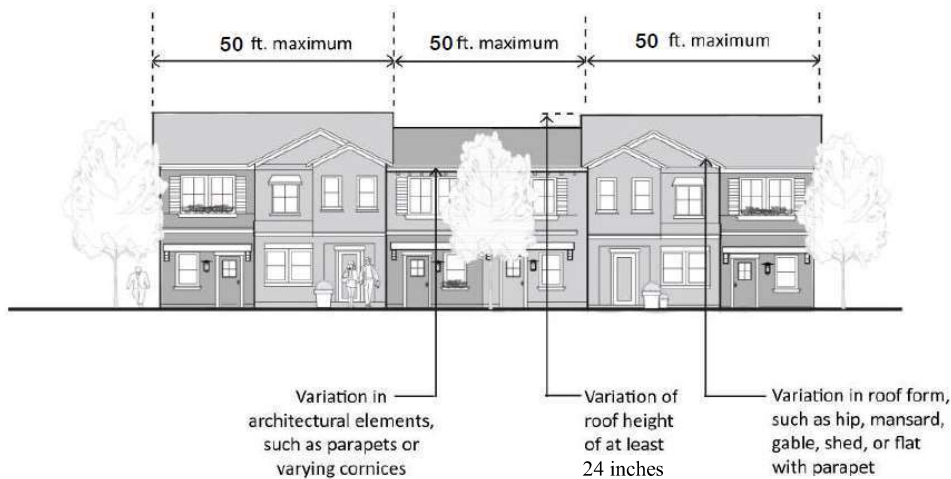 50 ft. maximum
50 ft. maximum
50 ft. maximum
Variation in
architectural elements,
such as parapets or
varying cornices
Variation of
roof height
of at least
24 inches
Variation in roof form,
such as hip, mansard,
gable, shed, or flat
with parapet